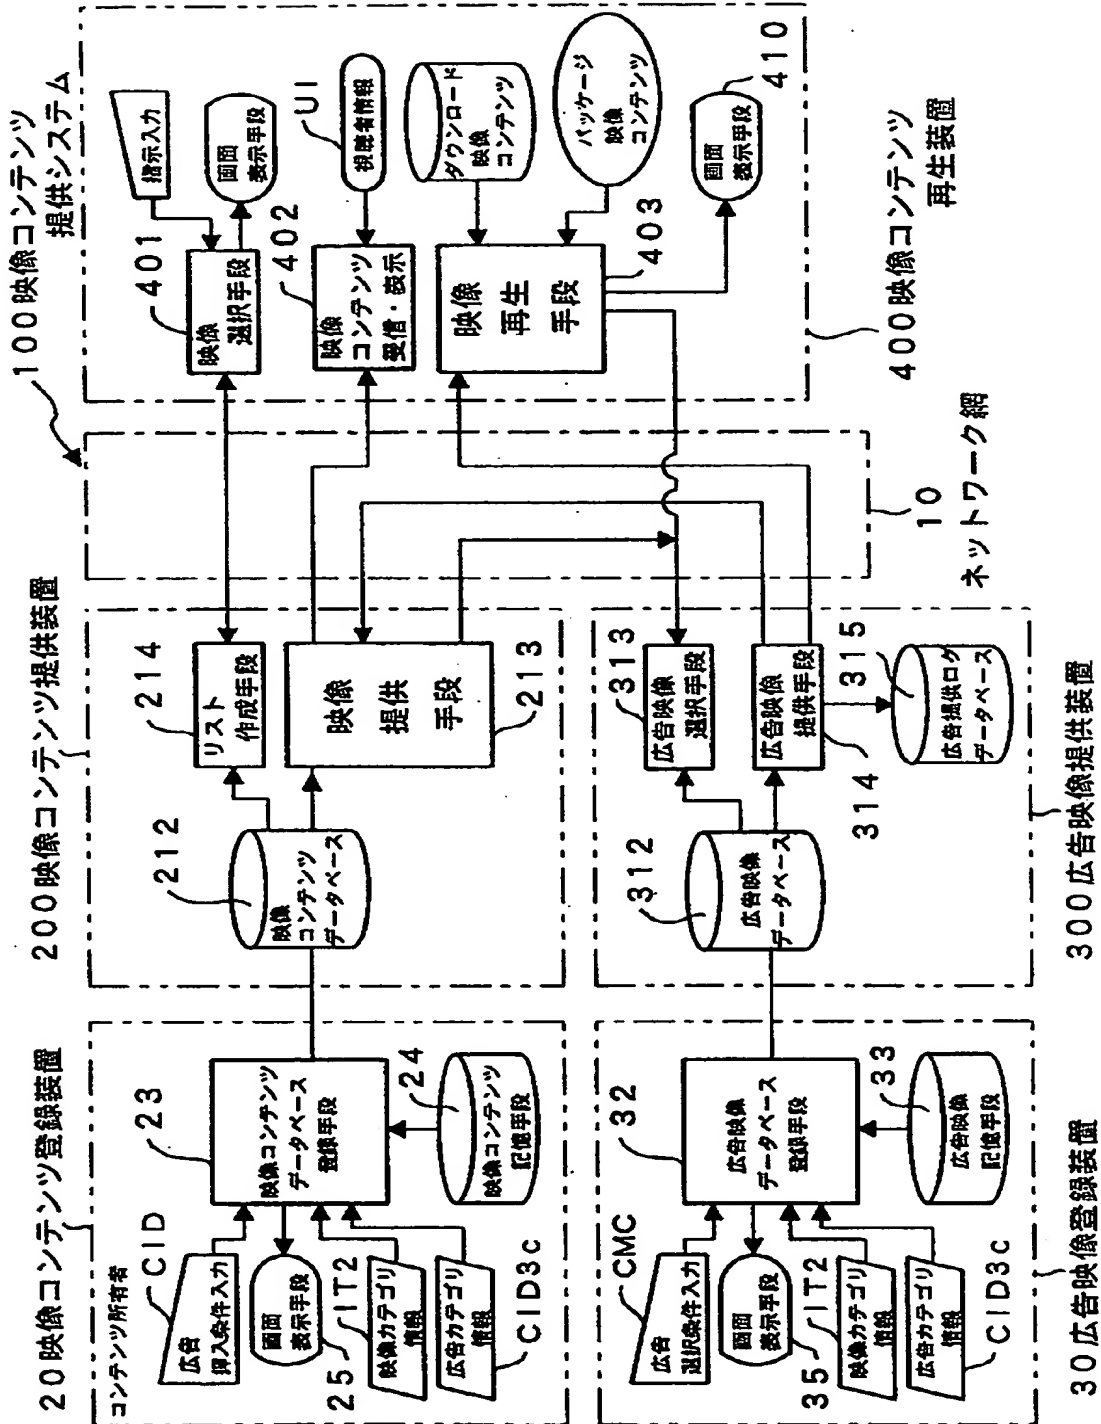 100映像コンテンツ
提供システム
20映像コンテンツ登録装置
コンテンツ所有者
CID
広告
挿入条件入力
画面
表示手段
25
IT2
映像カテゴリ
情報
広告カテゴリ
情報
CID3c
23
映像コンテンツ
データベース
登録手段
24
映像コンテンツ
記憶手段
200映像コンテンツ提供装置
212
映像
コンテンツ
データベース
214
リスト
作成手段
映像
提供
手段
213
401
映像
選択手段
指示入力
画面
表示手段
402
映像
コンテンツ
受信・表示
UI
視聴者情報
映像
再生
手段
403
ダウンロード
映像
コンテンツ
パッケージ
映像
コンテンツ
画面
表示手段
410
400映像コンテンツ
再生装置
10
ネットワーク網
30広告映像登録装置
CMC
広告
選択条件入力
画面
表示手段
35
IT2
映像カテゴリ
情報
広告カテゴリ
情報
CID3c
32
広告映像
データベース
登録手段
33
広告映像
記憶手段
300広告映像提供装置
312
広告映像
データベース
313
広告映像
選択手段
広告映像
提供手段
314
315
広告提供ログ
データベース